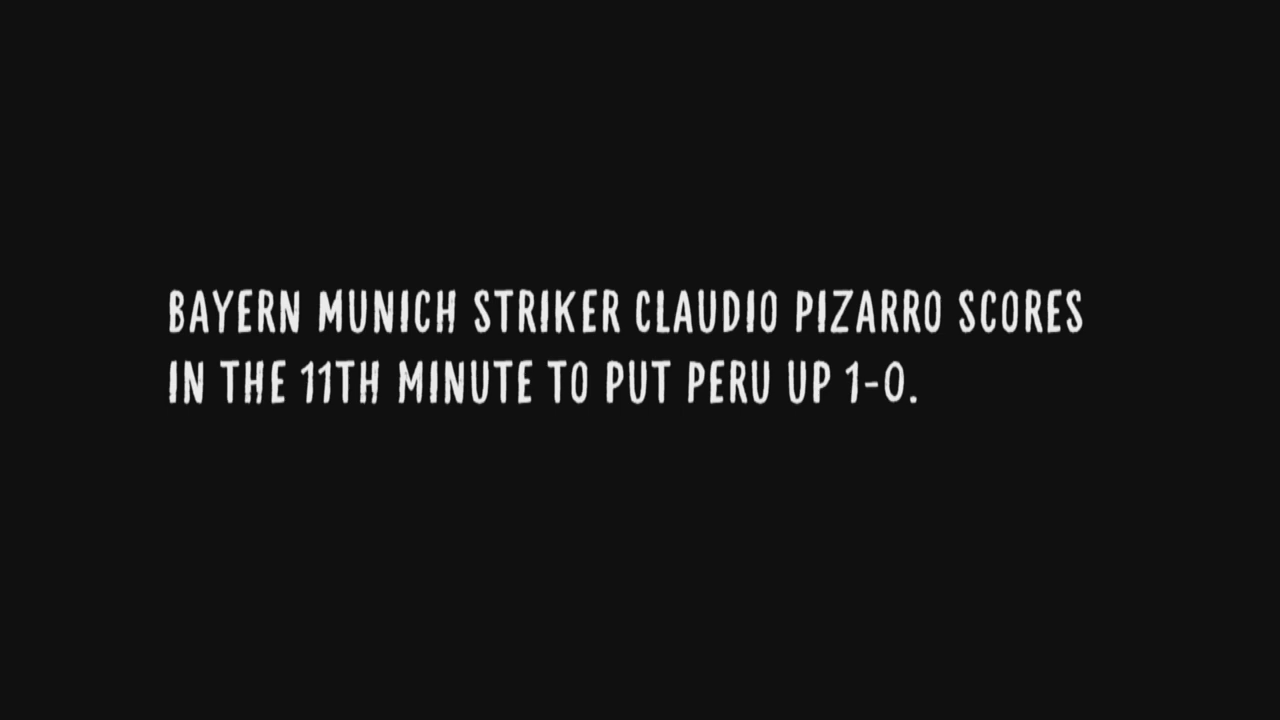 BAYERN MUNICH STRIKER CLAUDIO PIZARRO SCORES
IN THE 11TH MINUTE TO PUT PERU UP 1-0.